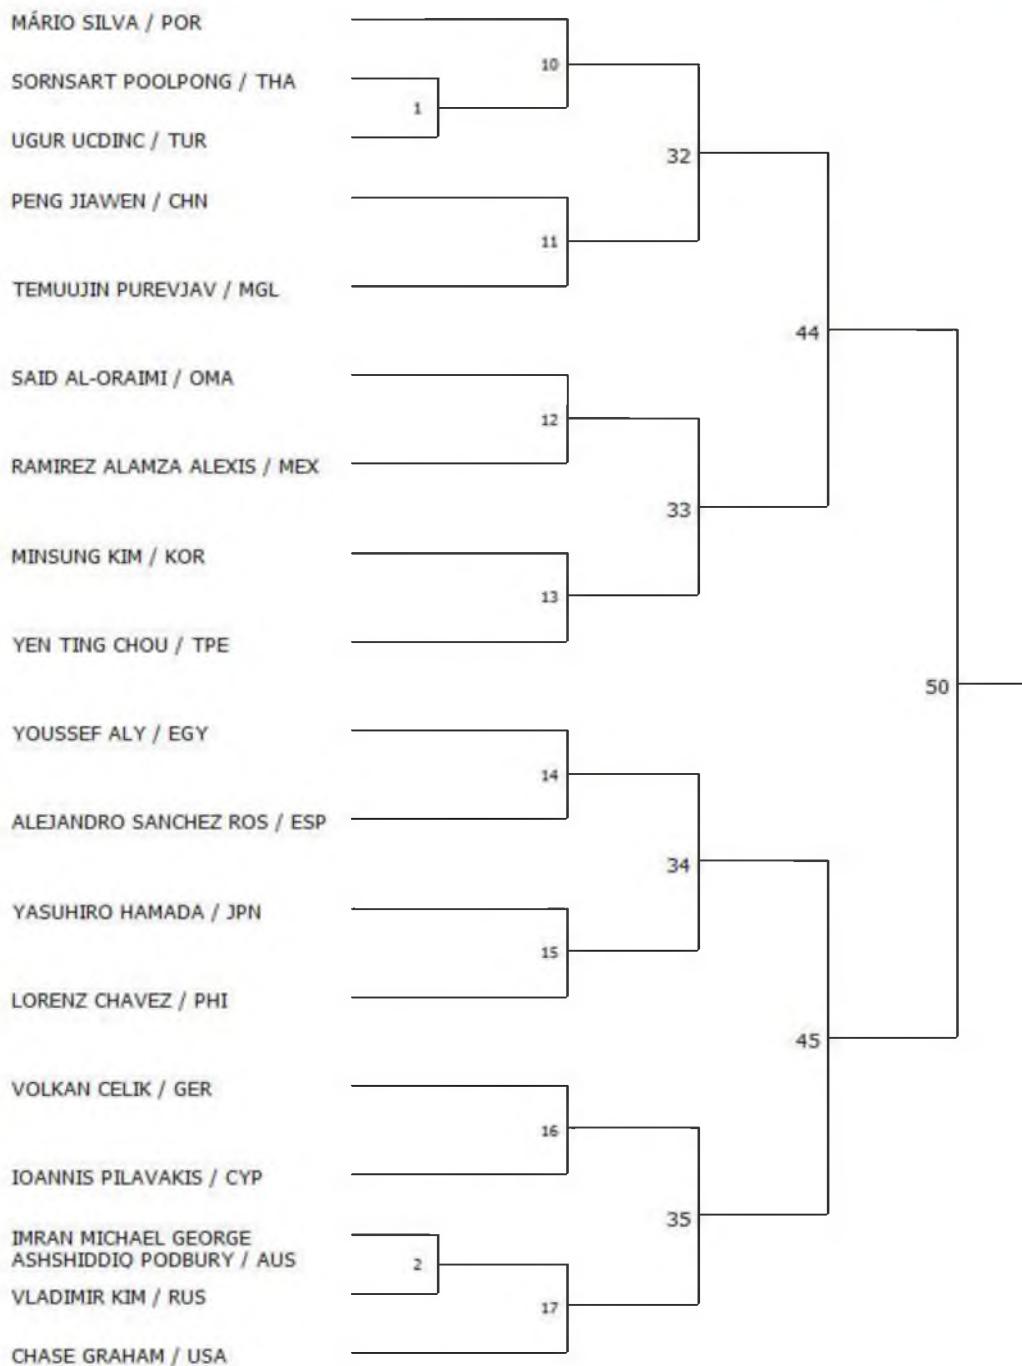 MÁRIO SILVA / POR
10
SORNSART POOLPONG / THA
1
UGUR UCDINC / TUR
32
PENG JIAWEN / CHN
11
TEMUUJIN PUREVJAV / MGL
44
SAID AL-ORAIMI / OMA
12
RAMIREZ ALAMZA ALEXIS / MEX
33
MINSUNG KIM / KOR
13
YEN TING CHOU / TPE
50
YOUSSEF ALY / EGY
14
ALEJANDRO SANCHEZ ROS / ESP
34
YASUHIRO HAMADA / JPN
15
LORENZ CHAVEZ / PHI
45
VOLKAN CELIK / GER
16
IOANNIS PILAVAKIS / CYP
35
IMRAN MICHAEL GEORGE
ASHSHIDDIQ PODBURY / AUS
2
VLADIMIR KIM / RUS
17
CHASE GRAHAM / USA